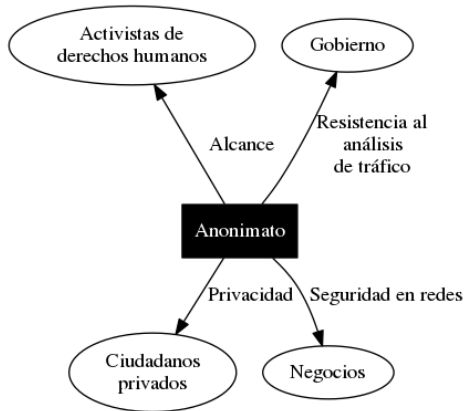 Activistas de
derechos humanos
Gobierno
Alcance
Resistencia al
análisis
de tráfico
Anonimato
Privacidad
Seguridad en redes
Ciudadanos
privados
Negocios